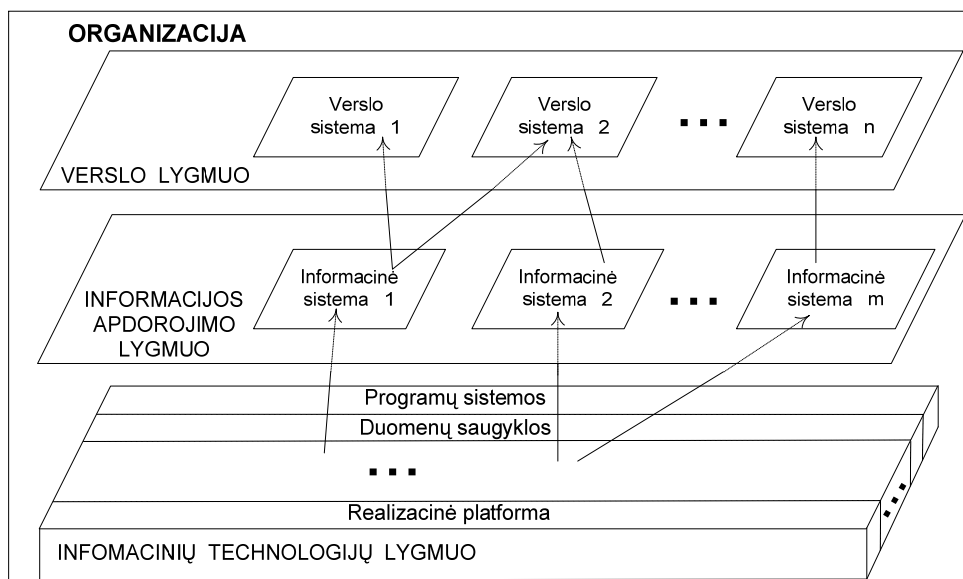 ORGANIZACIJA
Verslo
sistema 1
Verslo
sistema 2
Verslo
sistema n
VERSLO LYGMUO
Informacinė
sistema 1
Informacinė
sistema 2
Informacinė
sistema m
INFORMACIJOS
APDOROJIMO
LYGMUO
Programų sistemos
Duomenų saugyklos
Realizacinė platforma
INFOMACINIŲ TECHNOLOGIJŲ LYGMUO